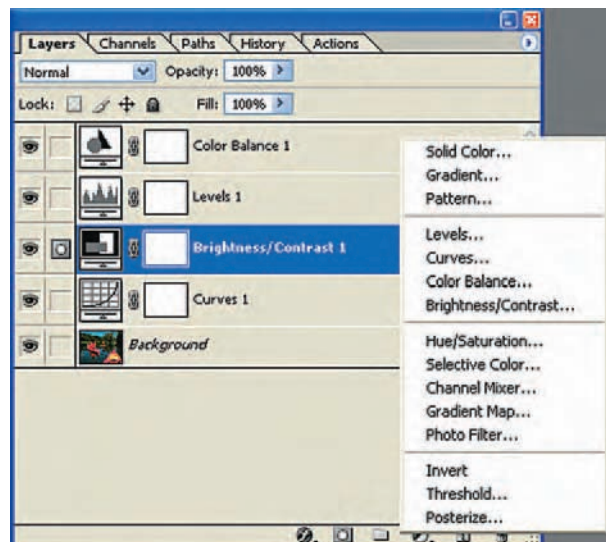 Layers Channels Paths History Actions
Normal Opacity: 100%
Lock: Fill: 100%
Color Balance 1
Levels 1
Brightness/Contrast 1
Curves 1
Background
Solid Color...
Gradient...
Pattern...
Levels...
Curves...
Color Balance...
Brightness/Contrast...
Hue/Saturation...
Selective Color...
Channel Mixer...
Gradient Map...
Photo Filter...
Invert
Threshold...
Posterize...